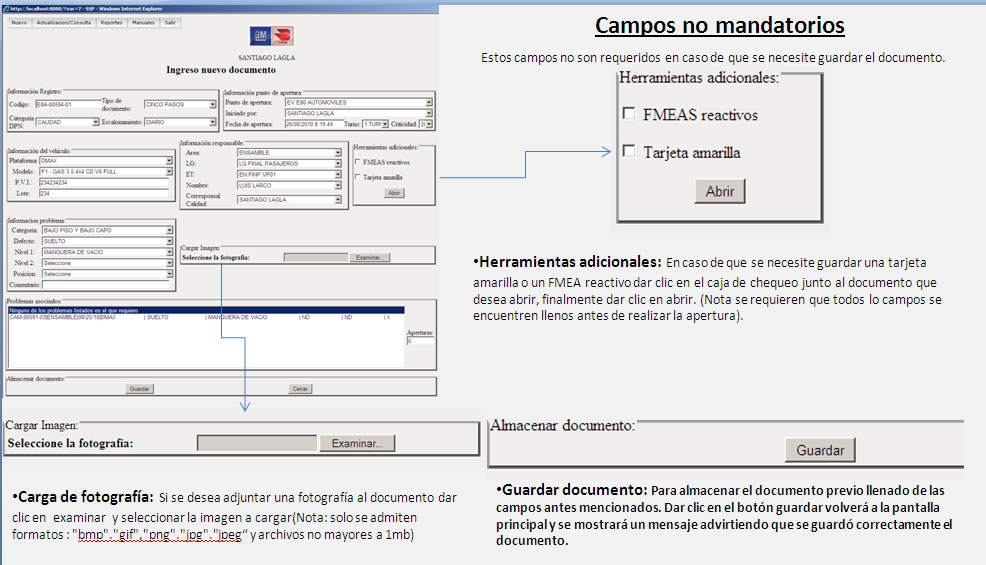 http://localhost:8080/?var=7 - SSP - Windows Internet Explorer
Nuevo Actualizacion/Consulta Reportes Manuales Salir
GM
SANTIAGO LAGLA
Ingreso nuevo documento
Información Registro:
Codigo: E8A-00594-01 Tipo de documento: CINCO PASOS
Categoria DPN: CALIDAD Escalonamiento: DIARIO
Información punto de apertura:
Punto de apertura: EV E80 AUTOMOVILES
Iniciado por: SANTIAGO LAGLA
Fecha de apertura: 26/08/2010 8:19:49 Turno: 1 TURN Criticidad:
Información del vehículo:
Plataforma: DMAX
Modelo: F1 - GAS 3.5 4X4 CD V6 FULL
P.V.I.: 234234234
Lote: 234
Información responsable:
Area: ENSAMBLE
LG: LG FINAL PASAJEROS
ET: EN FINP VP01
Nombre: LUIS LARCO
Corresponsal Calidad: SANTIAGO LAGLA
Herramientas adicionales:
FMEAS reactivos
Tarjeta amarilla
Abrir
Información problema:
Categoria: BAJO PISO Y BAJO CAPO
Defecto: SUELTO
Nivel 1: MANGUERA DE VACIO
Nivel 2: Seleccione
Posicion: Seleccione
Comentario:
Cargar Imagen:
Seleccione la fotografía: Examinar...
Problemas asociados:
Ninguno de los problemas listados es el que requiero
CAM-00691-03|ENSAMBLE|08/25/10|DMAX | SUELTO | MANGUERA DE VACIO | ND | ND | X
Aperturas:
0
Almacenar documento:
Guardar Cerrar
Campos no mandatorios
Estos campos no son requeridos en caso de que se necesite guardar el documento.
Herramientas adicionales:
FMEAS reactivos
Tarjeta amarilla
Abrir
•Herramientas adicionales: En caso de que se necesite guardar una tarjeta
amarilla o un FMEA reactivo dar clic en el caja de chequeo junto al documento que
desea abrir, finalmente dar clic en abrir. (Nota se requieren que todos lo campos se
encuentren llenos antes de realizar la apertura).
Cargar Imagen:
Seleccione la fotografía: Examinar...
•Carga de fotografía: Si se desea adjuntar una fotografía al documento dar
clic en examinar y seleccionar la imagen a cargar(Nota: solo se admiten
formatos : "bmp"."gif","png"."jpg"."jpeg" y archivos no mayores a 1mb)
Almacenar documento:
Guardar
•Guardar documento: Para almacenar el documento previo llenado de las
campos antes mencionados. Dar clic en el botón guardar volverá a la pantalla
principal y se mostrará un mensaje advirtiendo que se guardó correctamente el
documento.